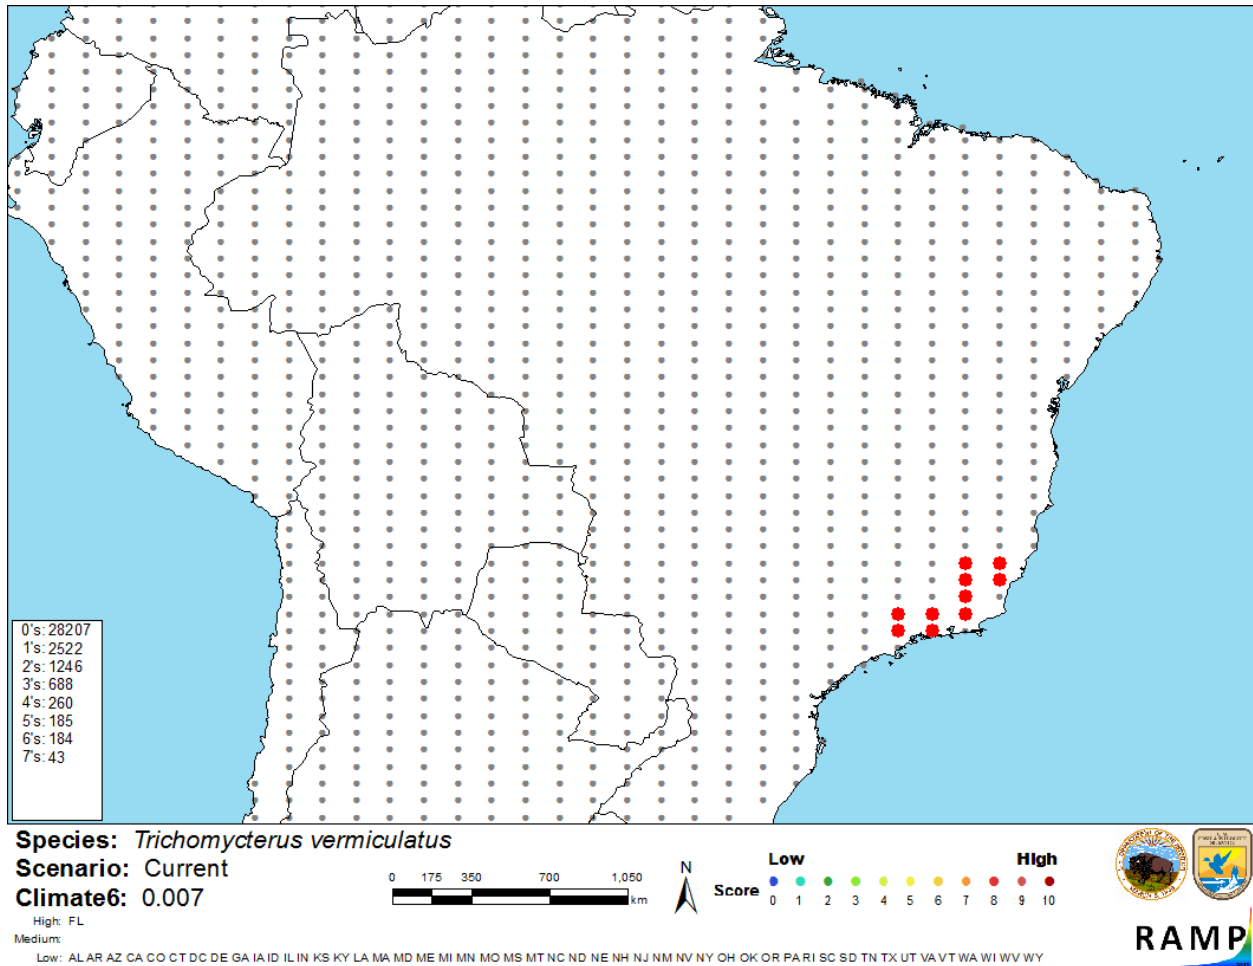 0's: 28207
1's: 2522
2's: 1246
3's: 688
4's: 260
5's: 185
6's: 184
7's: 43
Species: Trichomycterus vermiculatus
Scenario: Current
Climate6: 0.007
High: FL
Medium:
Low: AL AR AZ CA CO CT DC DE GA IA ID IL IN KS KY LA MA MD ME MI MN MO MS MT NC ND NE NH NJ NM NV NY OH OK OR PA RI SC SD TN TX UT VA VT WA WI WV WY
0 175 350 700 1,050
km
N
Low High
Score
0 1 2 3 4 5 6 7 8 9 10
RAMP